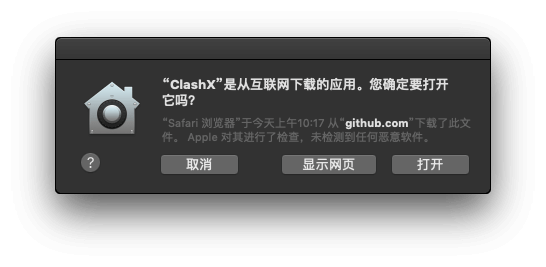 “ClashX”是从互联网下载的应用。您确定要打开
它吗？
“Safari 浏览器”于今天上午10:17 从“github.com”下载了此文
件。 Apple 对其进行了检查，未检测到任何恶意软件。
?
取消
显示网页
打开